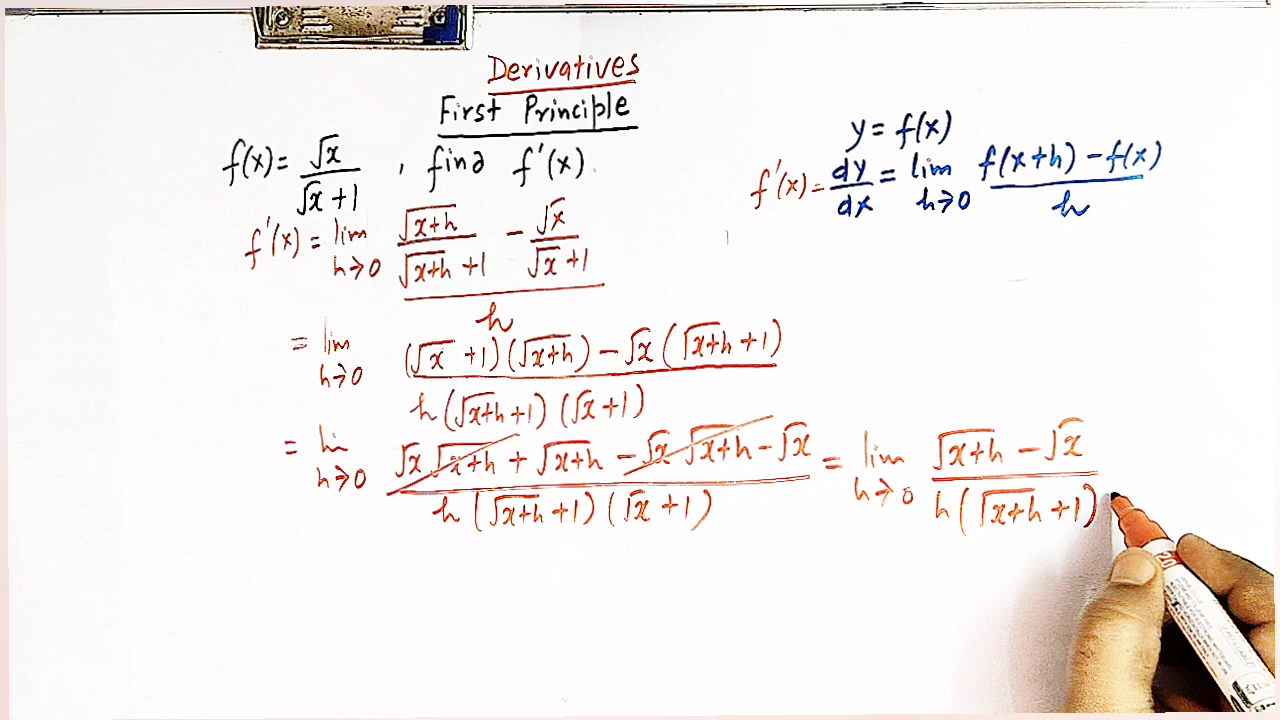 Derivatives
First Principle
f(x) = √x / (√x + 1) , find f'(x).
y = f(x)
f'(x) = dy/dx = lim h→0 (f(x+h) - f(x)) / h
f'(x) = lim h→0 (√(x+h) / (√(x+h) + 1) - √x / (√x + 1)) / h
= lim h→0 ((√x + 1)(√(x+h)) - √x (√(x+h) + 1)) / (h(√(x+h) + 1)(√x + 1))
= lim h→0 (√x √(x+h) + √(x+h) - √x √(x+h) - √x) / (h(√(x+h) + 1)(√x + 1)) = lim h→0 (√(x+h) - √x) / (h(√(x+h) + 1)
20